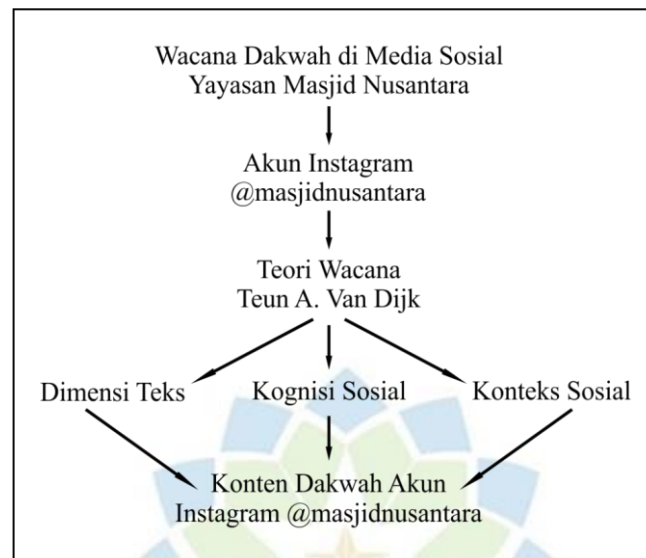 Wacana Dakwah di Media Sosial
Yayasan Masjid Nusantara
Akun Instagram
@masjidnusantara
Teori Wacana
Teun A. Van Dijk
Dimensi Teks
Kognisi Sosial
Konteks Sosial
Konten Dakwah Akun
Instagram @masjidnusantara